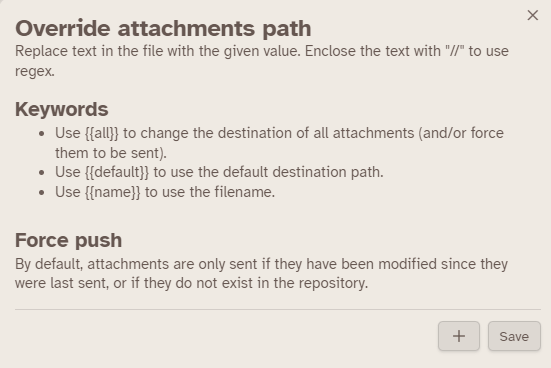 Override attachments path
Replace text in the file with the given value. Enclose the text with "//" to use
regex.
Keywords
• Use {{all}} to change the destination of all attachments (and/or force
them to be sent).
• Use {{default}} to use the default destination path.
• Use {{name}} to use the filename.
Force push
By default, attachments are only sent if they have been modified since they
were last sent, or if they do not exist in the repository.
Save